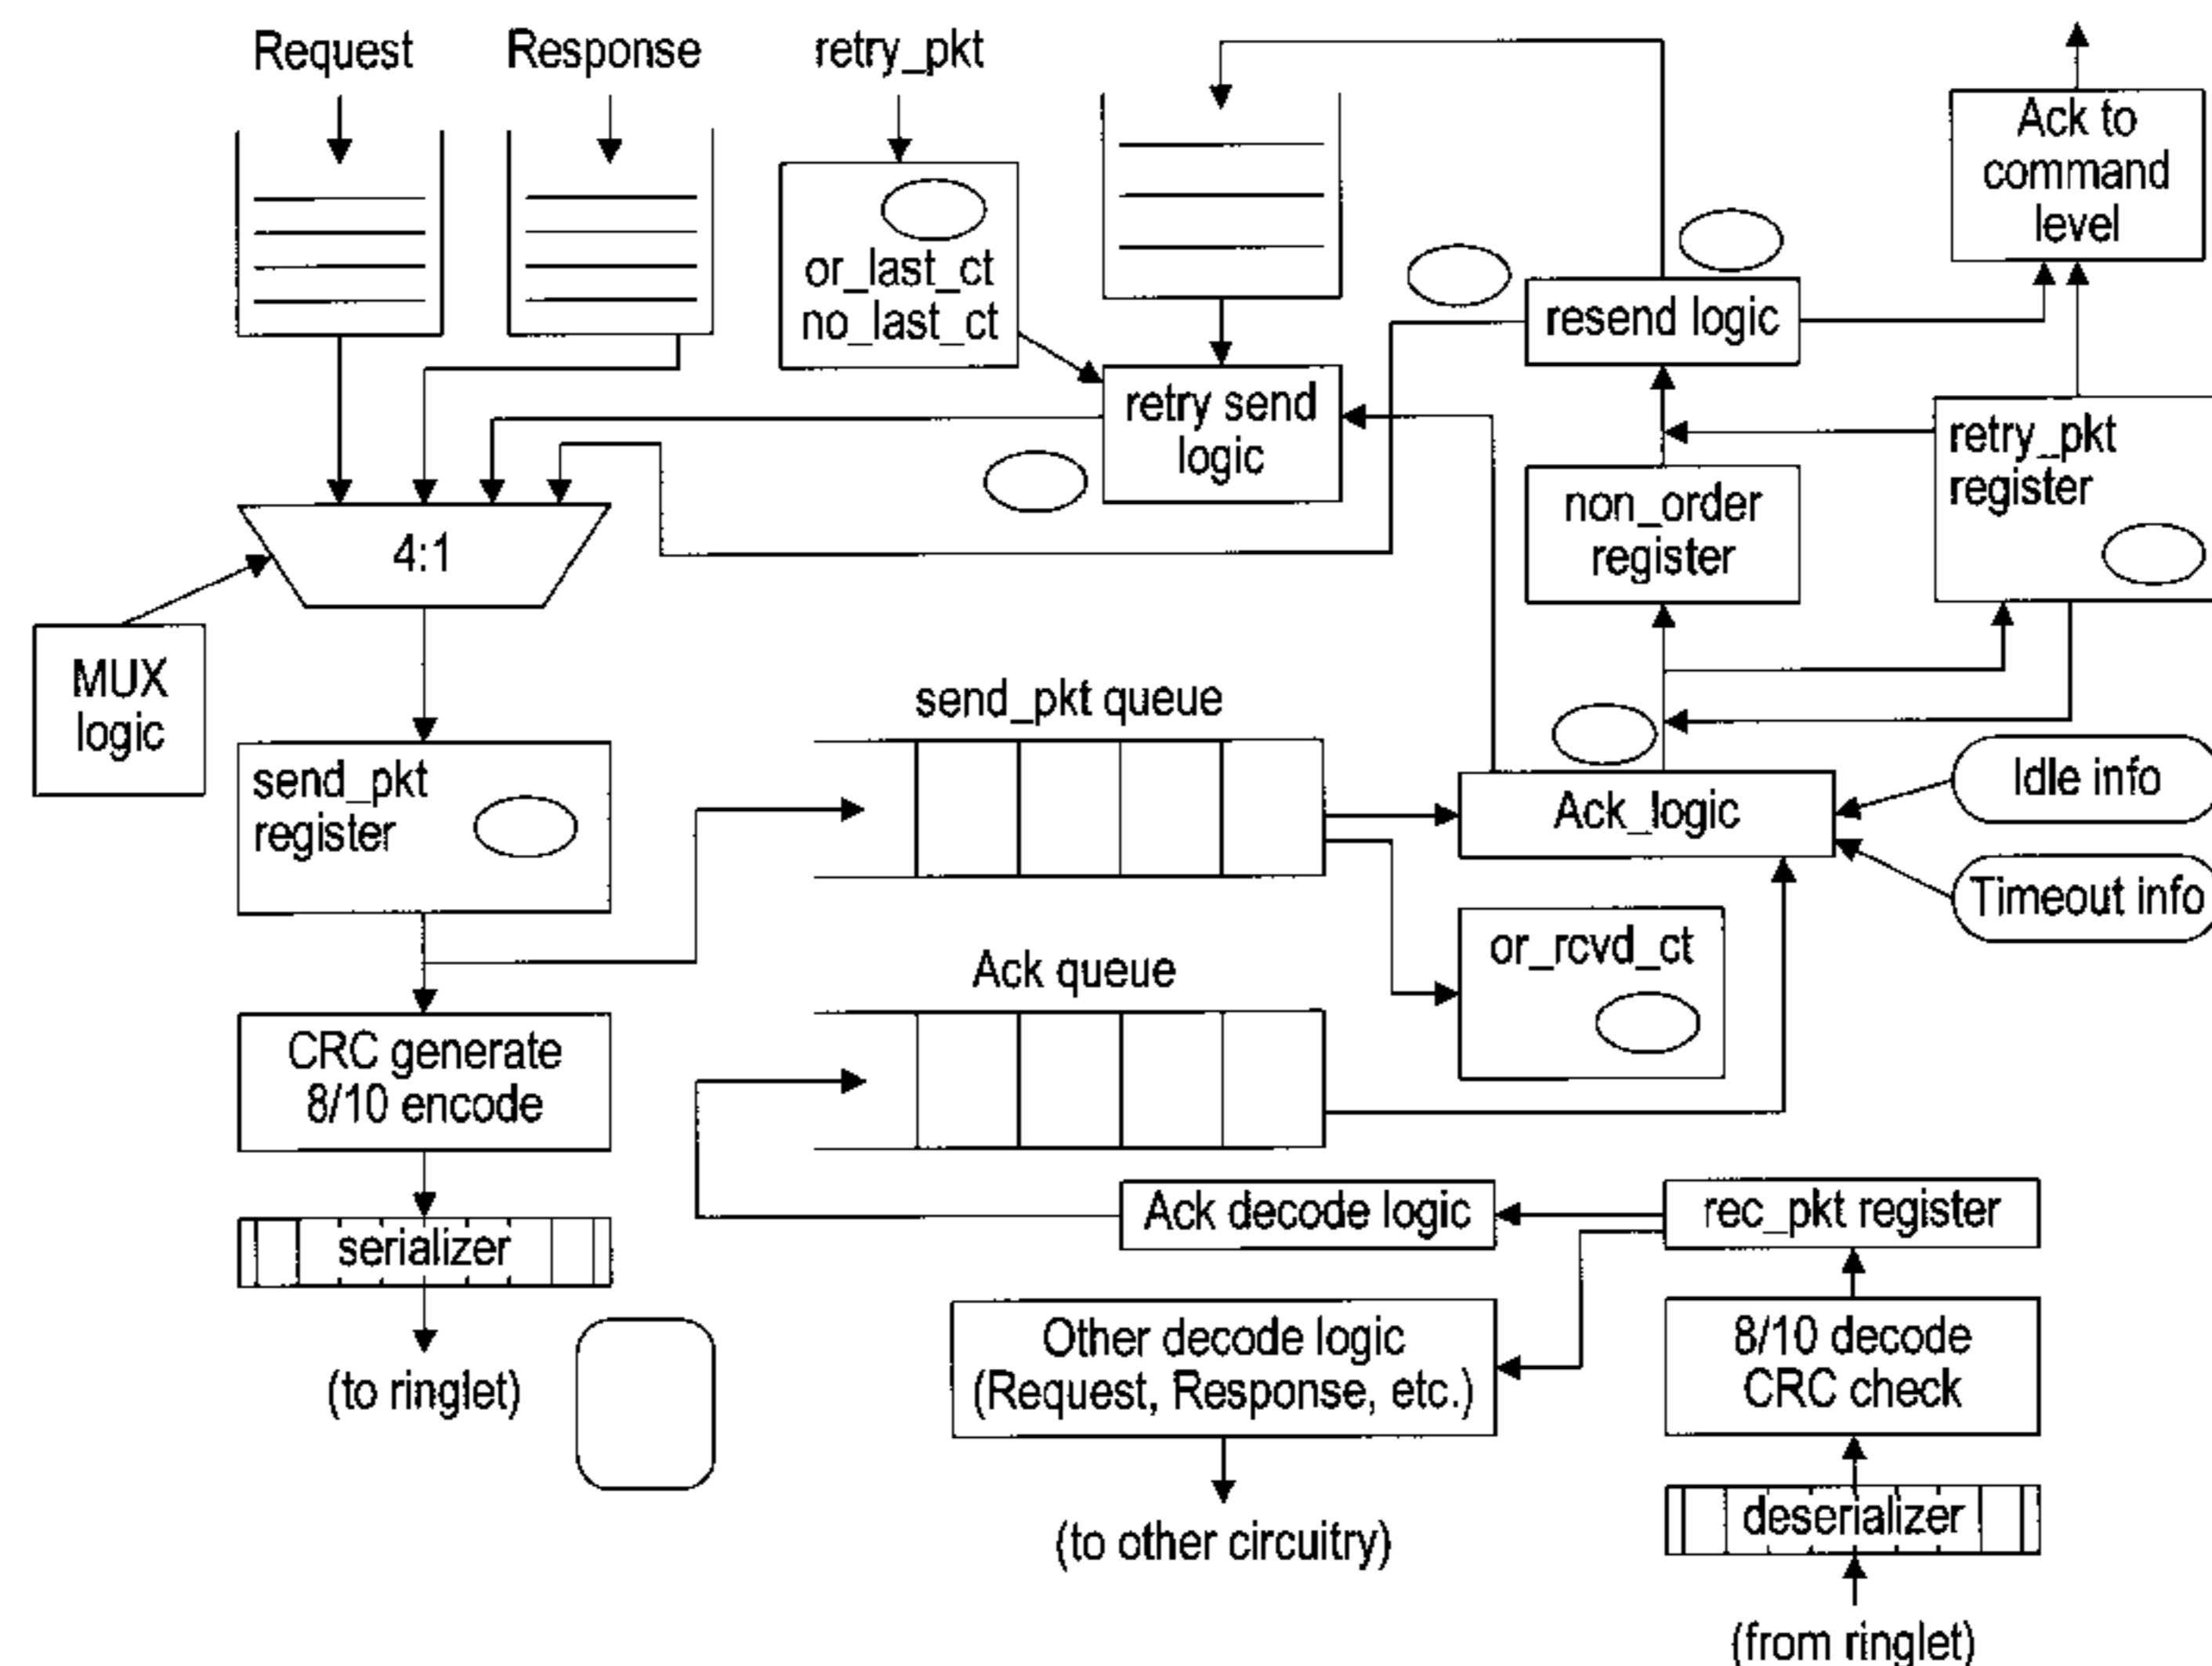 Request
Response
retry_pkt
or_last_ct
no_last_ct
Ack to
command
level
resend logic
retry send
logic
retry_pkt
register
non_order
register
4:1
MUX
logic
send_pkt
register
send_pkt queue
Ack_logic
Idle info
Timeout info
or_rcvd_ct
Ack queue
CRC generate
8/10 encode
Ack decode logic
rec_pkt register
serializer
(to ringlet)
Other decode logic
(Request, Response, etc.)
8/10 decode
CRC check
(to other circuitry)
deserializer
(from ringlet)